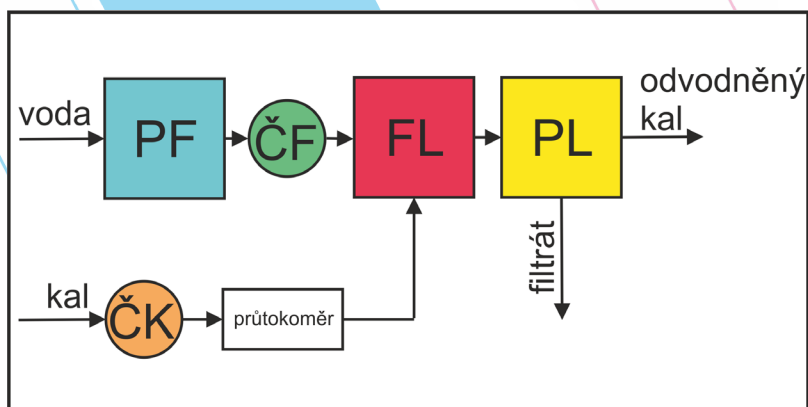 voda
PF
ČF
FL
PL
odvodněný
kal
filtrát
kal
ČK
průtokoměr